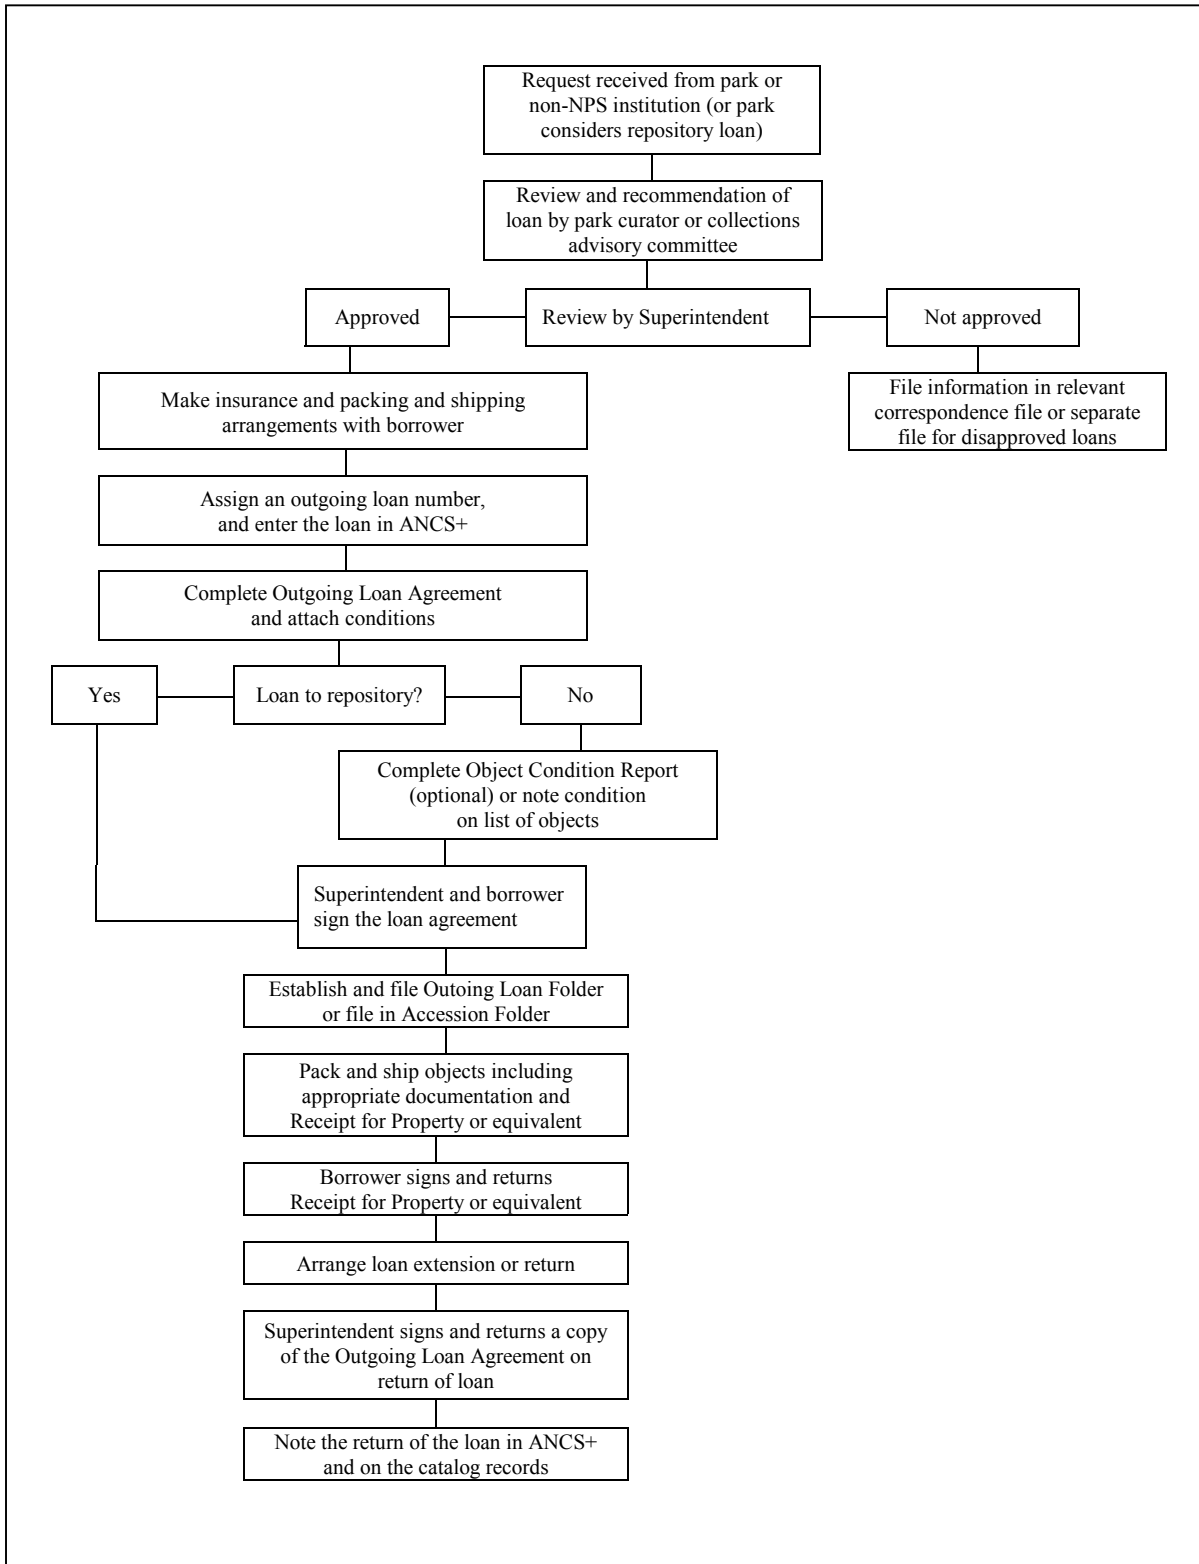 Request received from park or
non-NPS institution (or park
considers repository loan)
Review and recommendation of
loan by park curator or collections
advisory committee
Approved
Review by Superintendent
Not approved
Make insurance and packing and shipping
arrangements with borrower
File information in relevant
correspondence file or separate
file for disapproved loans
Assign an outgoing loan number,
and enter the loan in ANCS+
Complete Outgoing Loan Agreement
and attach conditions
Yes
Loan to repository?
No
Complete Object Condition Report
(optional) or note condition
on list of objects
Superintendent and borrower
sign the loan agreement
Establish and file Outoing Loan Folder
or file in Accession Folder
Pack and ship objects including
appropriate documentation and
Receipt for Property or equivalent
Borrower signs and returns
Receipt for Property or equivalent
Arrange loan extension or return
Superintendent signs and returns a copy
of the Outgoing Loan Agreement on
return of loan
Note the return of the loan in ANCS+
and on the catalog records